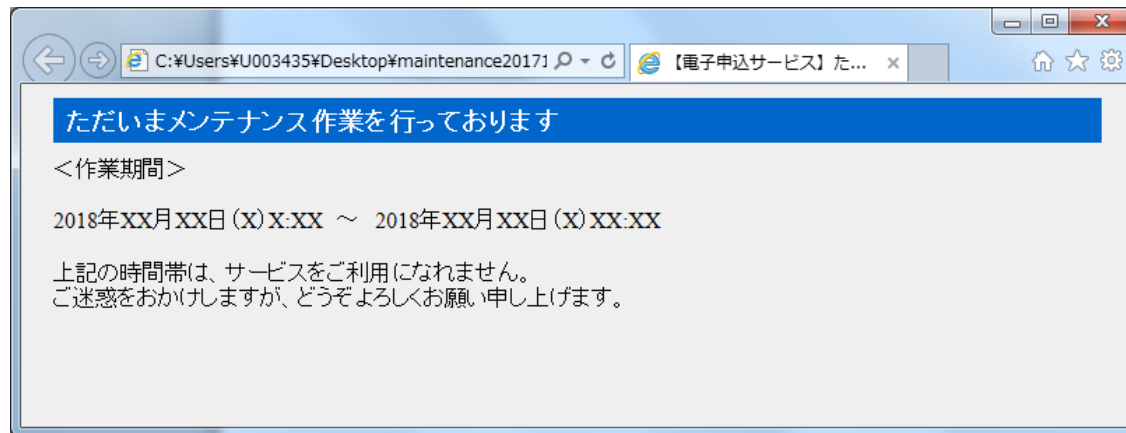 C:¥Users¥U003435¥Desktop¥maintenance20171
【電子申込サービス】た...
ただいまメンテナンス作業を行っております
＜作業期間＞
2018年XX月XX日（X）X:XX ～ 2018年XX月XX日（X）XX:XX
上記の時間帯は、サービスをご利用になれません。
ご迷惑をおかけしますが、どうぞよろしくお願い申し上げます。